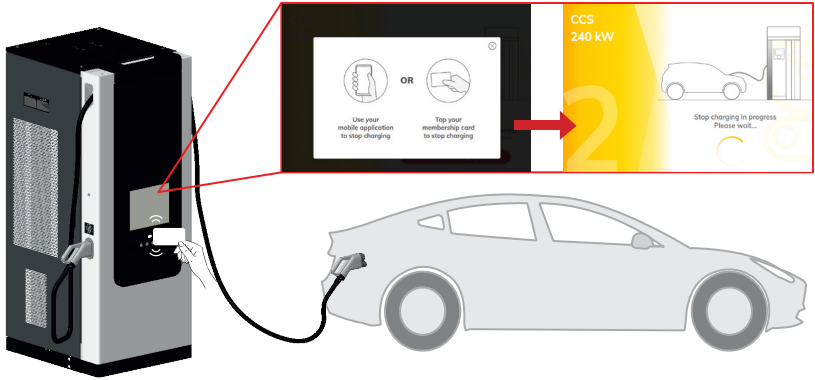 OR
Use your
mobile application
to stop charging
Tap your
membership card
to stop charging
CCS
240 kW
2
Stop charging in progress
Please wait...